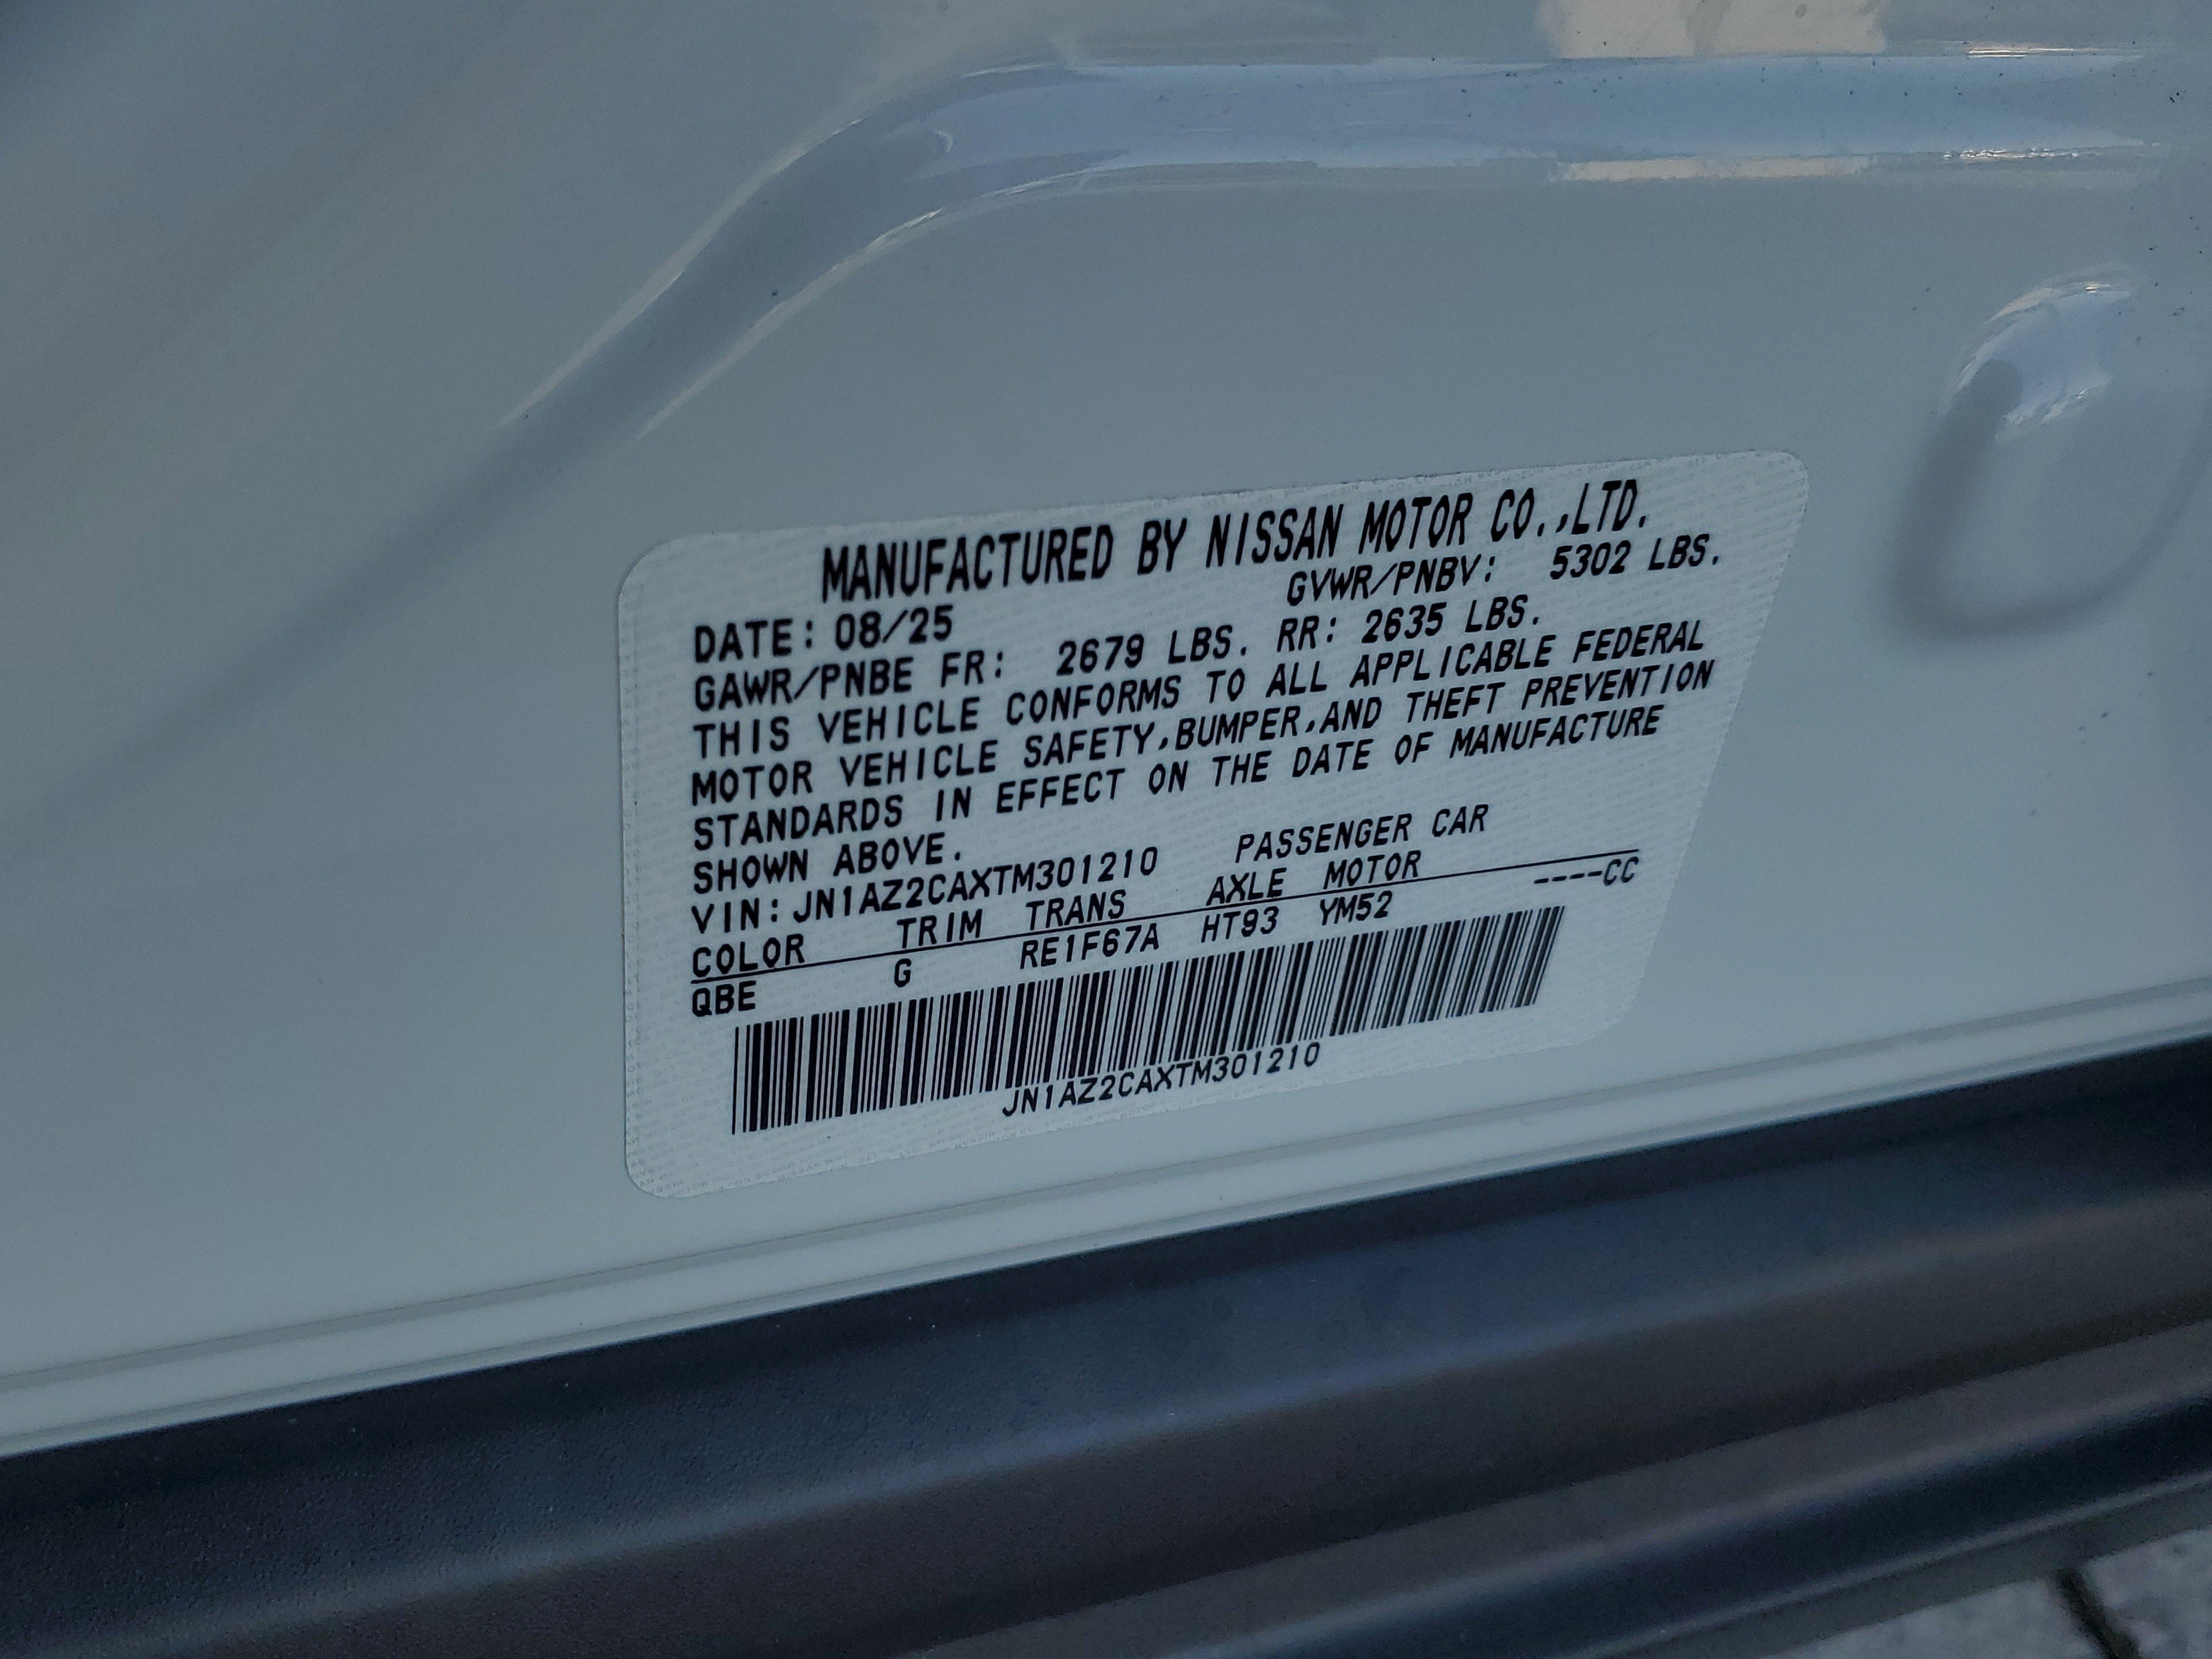 MANUFACTURED BY NISSAN MOTOR CO.,LTD.
DATE: 08/25 GVWR/PNBV: 5302 LBS.
GAWR/PNBE FR: 2679 LBS. RR: 2635 LBS.
THIS VEHICLE CONFORMS TO ALL APPLICABLE FEDERAL
MOTOR VEHICLE SAFETY,BUMPER,AND THEFT PREVENTION
STANDARDS IN EFFECT ON THE DATE OF MANUFACTURE
SHOWN ABOVE.
VIN: JN1AZ2CAXTM301210 PASSENGER CAR
COLOR TRIM TRANS AXLE MOTOR
QBE G RE1F67A HT93 YM52 ----CC
JN1AZ2CAXTM301210